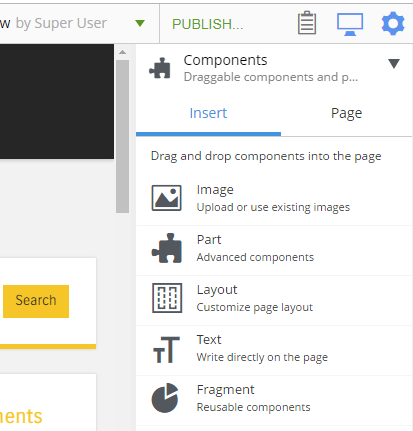 w by Super User PUBLISH...
Components
Draggable components and p...
Insert Page
Drag and drop components into the page
Image
Upload or use existing images
Part
Advanced components
Layout
Customize page layout
Search
Text
Write directly on the page
Fragment
Reusable components
nents